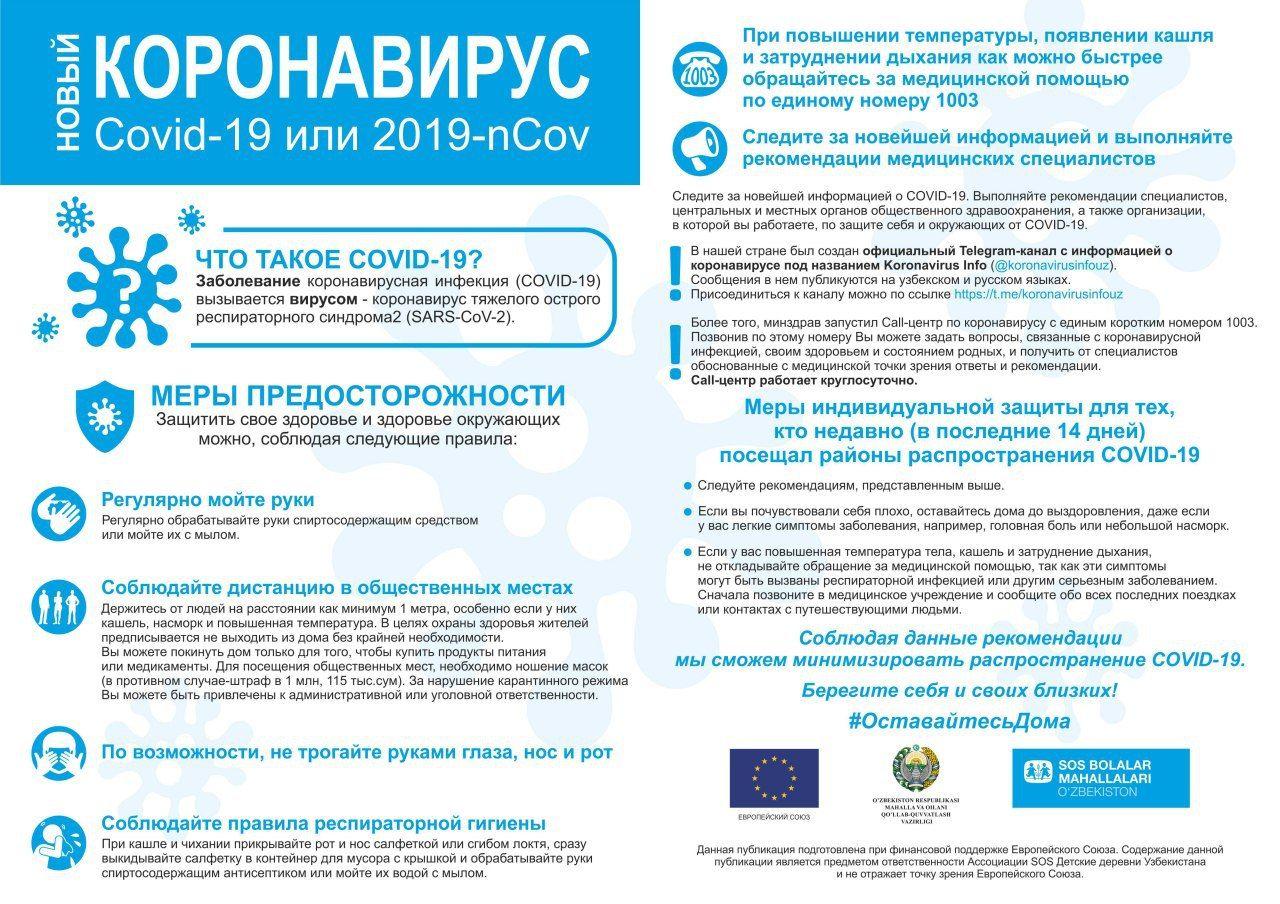 НОВЫЙ
КОРОНАВИРУС
Covid-19 или 2019-nCov
ЧТО ТАКОЕ COVID-19?
Заболевание коронавирусная инфекция (COVID-19)
вызывается вирусом - коронавирус тяжелого острого
респираторного синдрома2 (SARS-CoV-2).
МЕРЫ ПРЕДОСТОРОЖНОСТИ
Защитить свое здоровье и здоровье окружающих
можно, соблюдая следующие правила:
Регулярно мойте руки
Регулярно обрабатывайте руки спиртосодержащим средством
или мойте их с мылом.
Соблюдайте дистанцию в общественных местах
Держитесь от людей на расстоянии как минимум 1 метра, особенно если у них
кашель, насморк и повышенная температура. В целях охраны здоровья жителей
предписывается не выходить из дома без крайней необходимости.
Вы можете покинуть дом только для того, чтобы купить продукты питания
или медикаменты. Для посещения общественных мест, необходимо ношение масок
(в противном случае-штраф в 1 млн, 115 тыс.сум). За нарушение карантинного режима
Вы можете быть привлечены к административной или уголовной ответственности.
По возможности, не трогайте руками глаза, нос и рот
Соблюдайте правила респираторной гигиены
При кашле и чихании прикрывайте рот и нос салфеткой или сгибом локтя, сразу
выкидывайте салфетку в контейнер для мусора с крышкой и обрабатывайте руки
спиртосодержащим антисептиком или мойте их водой с мылом.
1003
При повышении температуры, появлении кашля
и затруднении дыхания как можно быстрее
обращайтесь за медицинской помощью
по единому номеру 1003
Следите за новейшей информацией и выполняйте
рекомендации медицинских специалистов
Следите за новейшей информацией о COVID-19. Выполняйте рекомендации специалистов,
центральных и местных органов общественного здравоохранения, а также организации,
в которой вы работаете, по защите себя и окружающих от COVID-19.
В нашей стране был создан официальный Telegram-канал с информацией о
коронавирусе под названием Koronavirus Info (@koronavirusinfouz).
Сообщения в нем публикуются на узбекском и русском языках.
Присоединиться к каналу можно по ссылке https://t.me/koronavirusinfouz
Более того, минздрав запустил Call-центр по коронавирусу с единым коротким номером 1003.
Позвонив по этому номеру Вы можете задать вопросы, связанные с коронавирусной
инфекцией, своим здоровьем и состоянием родных, и получить от специалистов
обоснованные с медицинской точки зрения ответы и рекомендации.
Call-центр работает круглосуточно.
Меры индивидуальной защиты для тех,
кто недавно (в последние 14 дней)
посещал районы распространения COVID-19
Следуйте рекомендациям, представленным выше.
Если вы почувствовали себя плохо, оставайтесь дома до выздоровления, даже если
у вас легкие симптомы заболевания, например, головная боль или небольшой насморк.
Если у вас повышенная температура тела, кашель и затруднение дыхания,
не откладывайте обращение за медицинской помощью, так как эти симптомы
могут быть вызваны респираторной инфекцией или другим серьезным заболеванием.
Сначала позвоните в медицинское учреждение и сообщите обо всех последних поездках
или контактах с путешествующими людьми.
Соблюдая данные рекомендации
мы сможем минимизировать распространение COVID-19.
Берегите себя и своих близких!
#ОставайтесьДома
ЕВРОПЕЙСКИЙ СОЮЗ
O'ZBEKISTON RESPUBLIKASI
MAHALLA VA OILANI
QO'LLAB-QUVVATLASH
VAZIRLIGI
SOS BOLALAR
MAHALLALARI
O'ZBEKISTON
Данная публикация подготовлена при финансовой поддержке Европейского Союза. Содержание данной
публикации является предметом ответственности Ассоциации SOS Детские деревни Узбекистана
и не отражает точку зрения Европейского Союза.